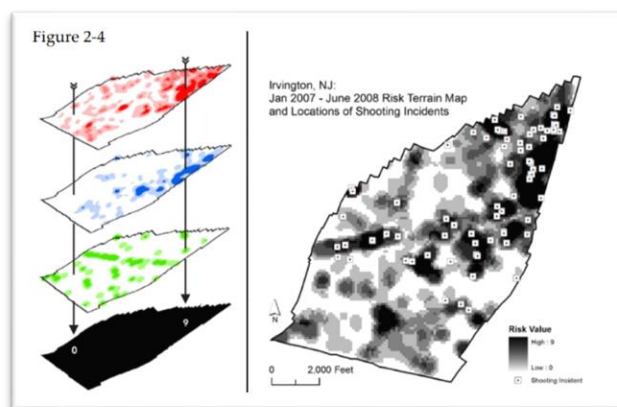 Figure 2-4
0
9
Irvington, NJ:
Jan 2007 - June 2008 Risk Terrain Map
and Locations of Shooting Incidents
N
0
2,000 Feet
Risk Value
High : 9
Low : 0
Shooting Incident